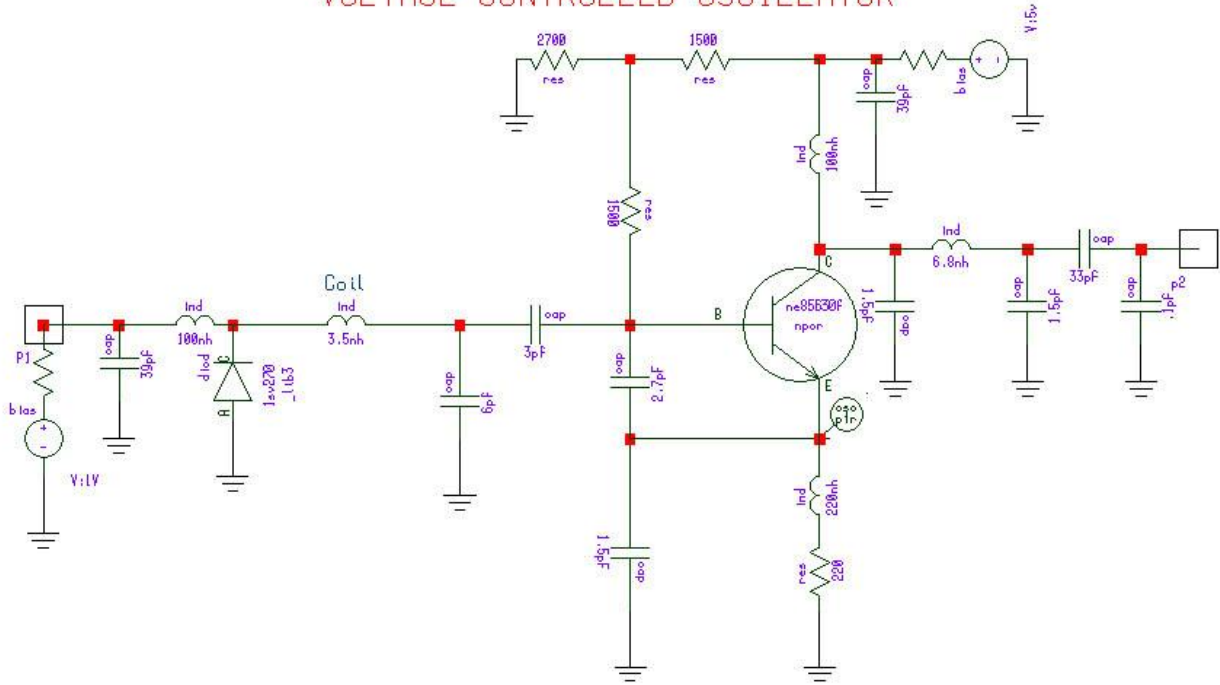 VOLTAGE CONTROLLED OSCILLATOR
2700
res
1500
res
V:5v
bias
cap
39pF
ind
100nh
res
1500
Coil
ind
3.5nh
ind
100nh
P1
cap
39pF
bias
V:1V
diod
C
A
1sv270
_lib3
cap
6pF
cap
3pF
cap
2.7pF
B
C
E
ne85630f
npnr
ind
6.8nh
1.5pF
cap
cap
1.5pF
cap
33pF
cap
.1pF
p2
ind
220nh
res
220
1.5pF
cap
+
-
+